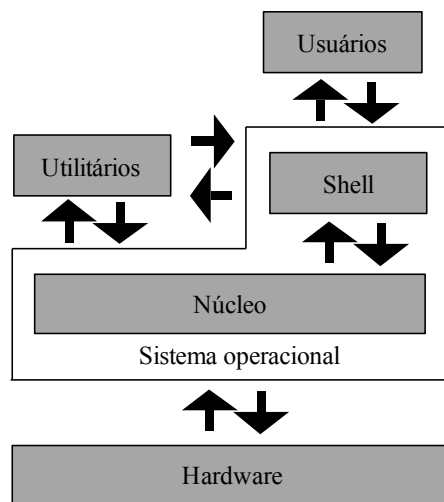 Usuários
Utilitários
Shell
Núcleo
Sistema operacional
Hardware